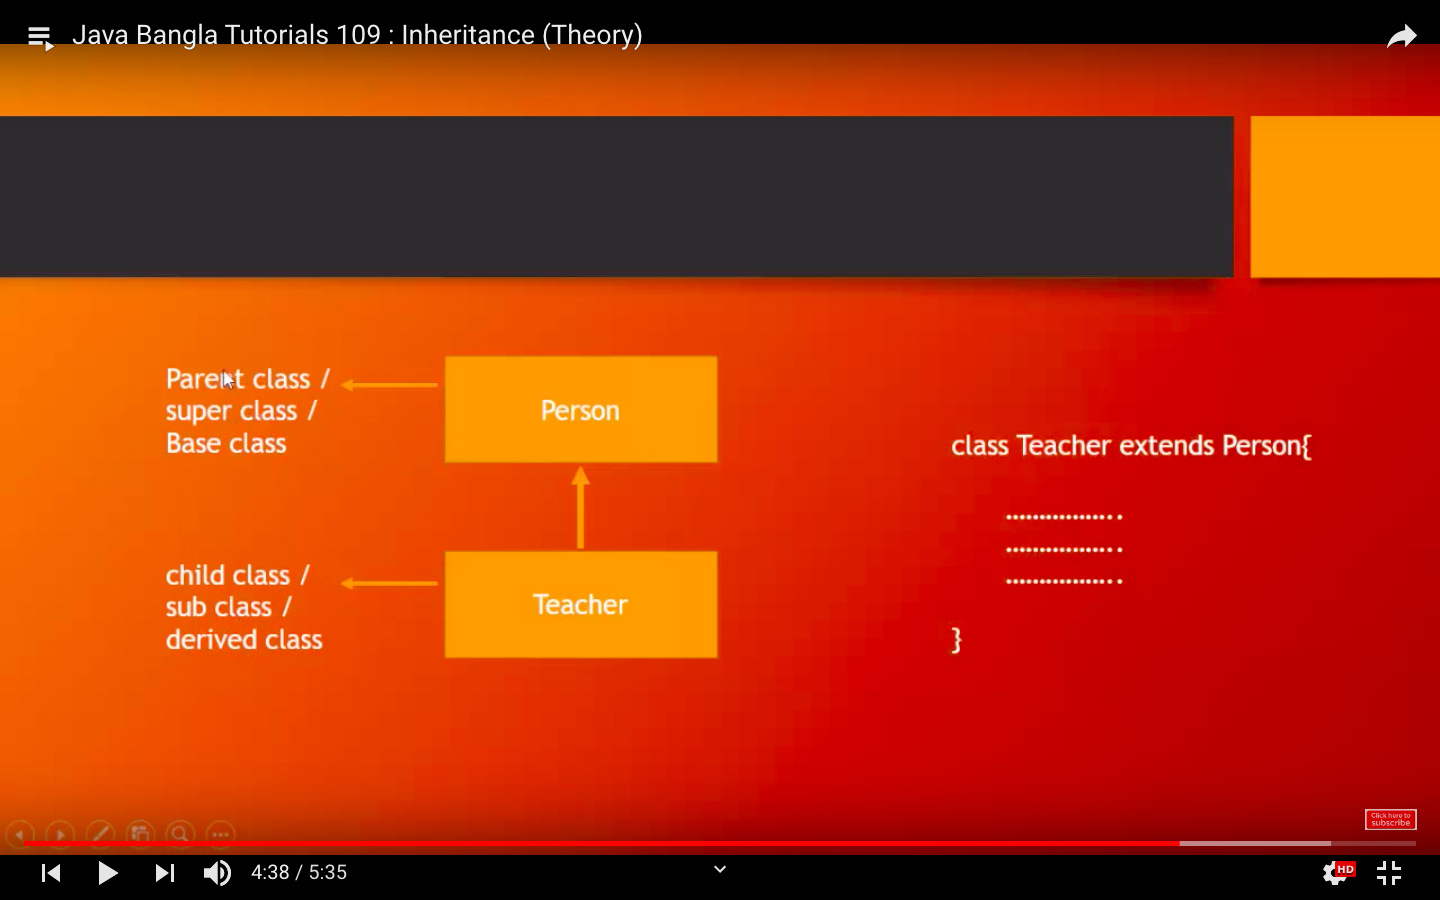 Java Bangla Tutorials 109 : Inheritance (Theory)
Parent class /
super class /
Base class
Person
class Teacher extends Person{
..................
..................
..................
}
child class /
sub class /
derived class
Teacher
Click here to
subscribe
4:38 / 5:35
HD